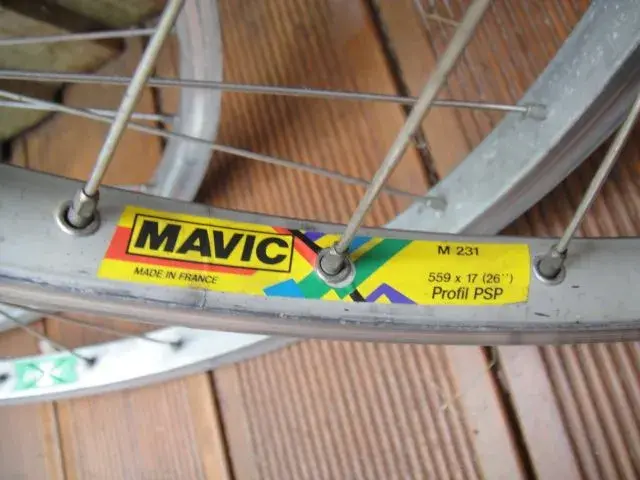 MAVIC
MADE IN FRANCE
M 231
559 x 17 (26'')
Profil PSP